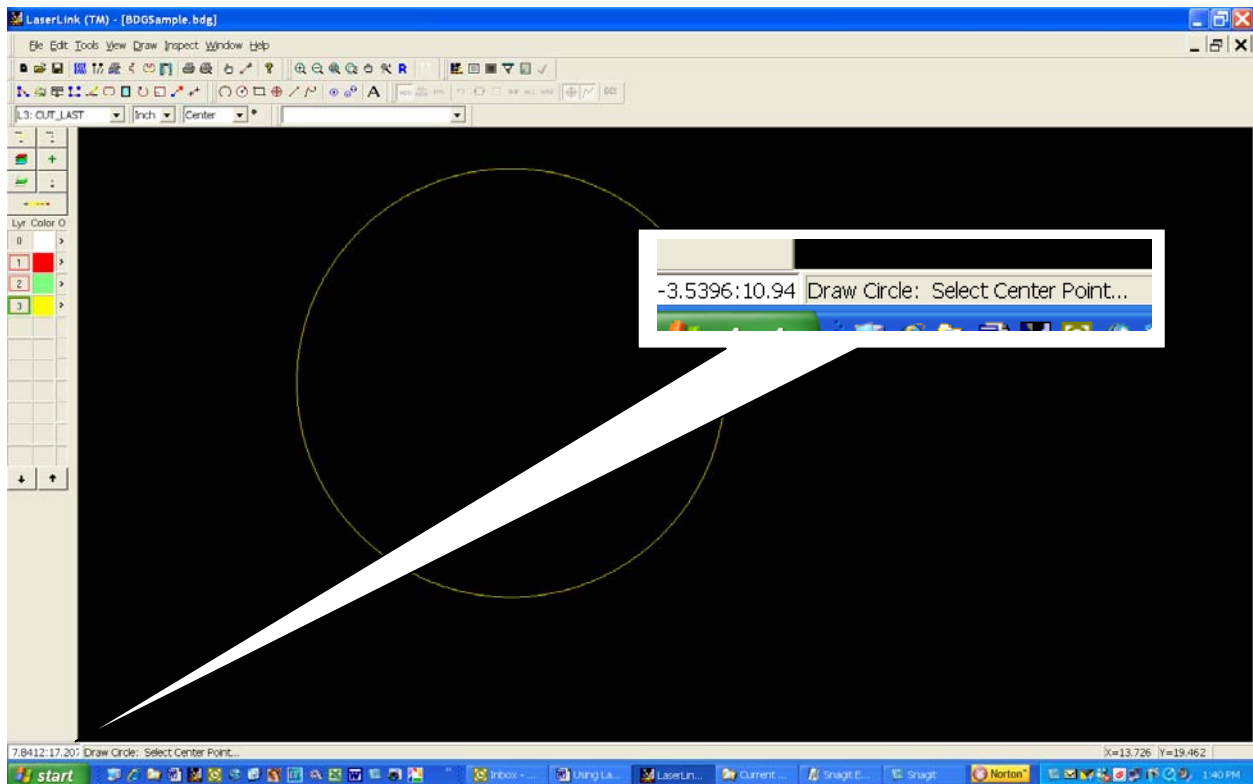 LaserLink (TM) - [BDGSample.bdg]
File Edit Tools View Draw Inspect Window Help
R
A
L3: CUT_LAST Inch Center
Lyr Color O
0
1
2
3
-3.5396:10.94 Draw Circle: Select Center Point...
7.8412:17.207 Draw Circle: Select Center Point... X=13.726 Y=19.462
start Inbox - ... Using La... LaserLin... Current ... SnagIt E... SnagIt Norton 1:40 PM